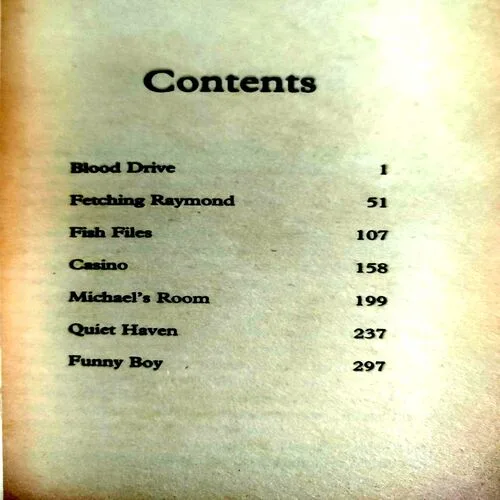 Contents
Blood Drive 1
Fetching Raymond 51
Fish Files 107
Casino 158
Michael's Room 199
Quiet Haven 237
Funny Boy 297